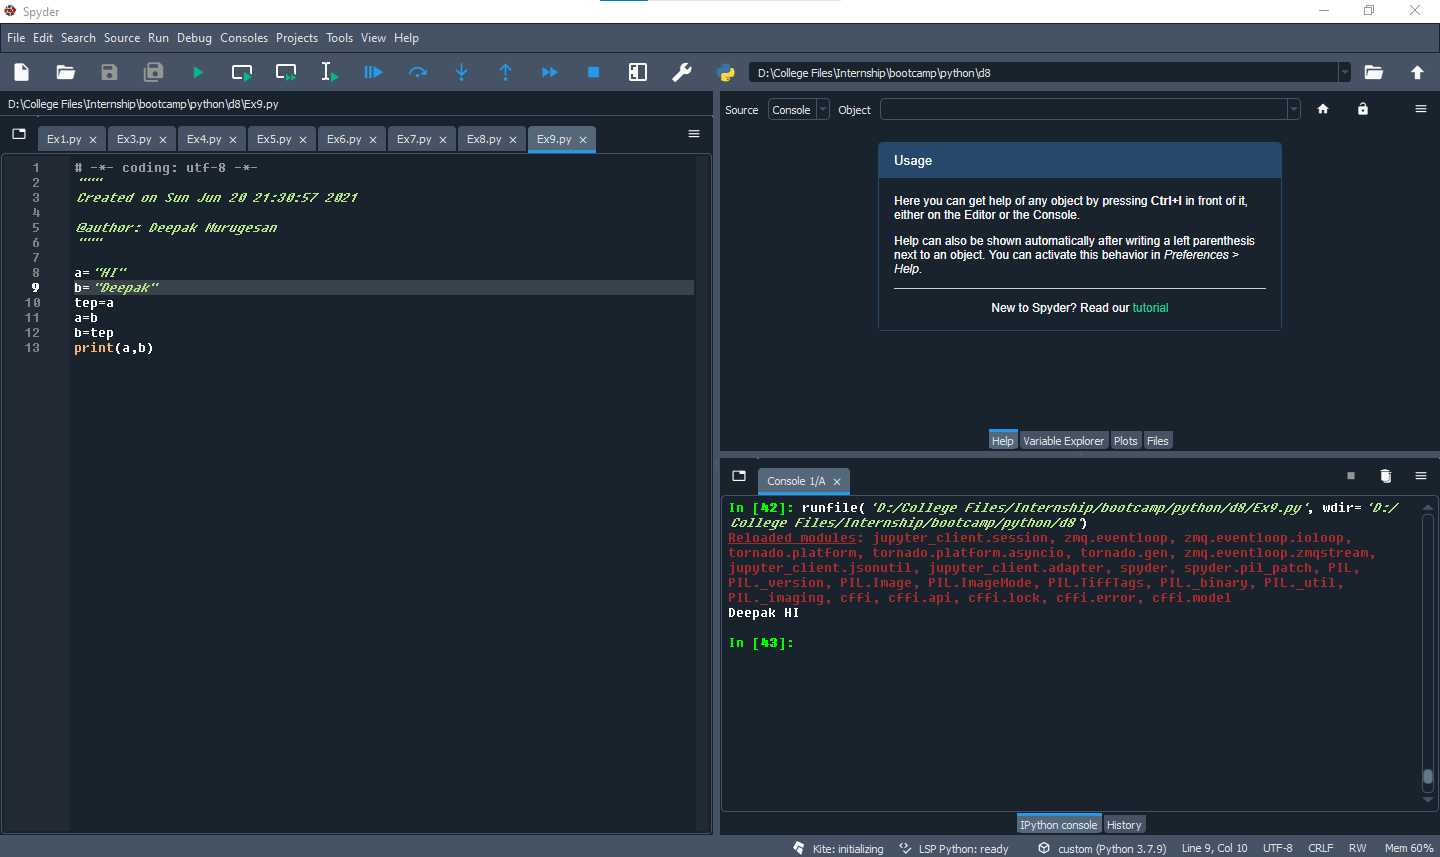 Spyder
File Edit Search Source Run Debug Consoles Projects Tools View Help
D:\College Files\Internship\bootcamp\python\d8
D:\College Files\Internship\bootcamp\python\d8\Ex9.py
Ex1.py Ex3.py Ex4.py Ex5.py Ex6.py Ex7.py Ex8.py Ex9.py
1 # -*- coding: utf-8 -*-
2 """
3 Created on Sun Jun 20 21:30:57 2021
4
5 @author: Deepak Murugesan
6 """
7
8 a="HI"
9 b="Deepak"
10 tep=a
11 a=b
12 b=tep
13 print(a,b)
Source Console Object
Usage
Here you can get help of any object by pressing Ctrl+I in front of it,
either on the Editor or the Console.
Help can also be shown automatically after writing a left parenthesis
next to an object. You can activate this behavior in Preferences >
Help.
New to Spyder? Read our tutorial
Help Variable Explorer Plots Files
Console 1/A
In [42]: runfile('D:/College Files/Internship/bootcamp/python/d8/Ex9.py', wdir='D:/
College Files/Internship/bootcamp/python/d8')
Reloaded modules: jupyter_client.session, zmq.eventloop, zmq.eventloop.ioloop,
tornado.platform, tornado.platform.asyncio, tornado.gen, zmq.eventloop.zmqstream,
jupyter_client.jsonutil, jupyter_client.adapter, spyder, spyder.pil_patch, PIL,
PIL._version, PIL.Image, PIL.ImageMode, PIL.TiffTags, PIL._binary, PIL._util,
PIL._imaging, cffi, cffi.api, cffi.lock, cffi.error, cffi.model
Deepak HI
In [43]:
IPython console History
Kite: initializing LSP Python: ready custom (Python 3.7.9) Line 9, Col 10 UTF-8 CRLF RW Mem 60%